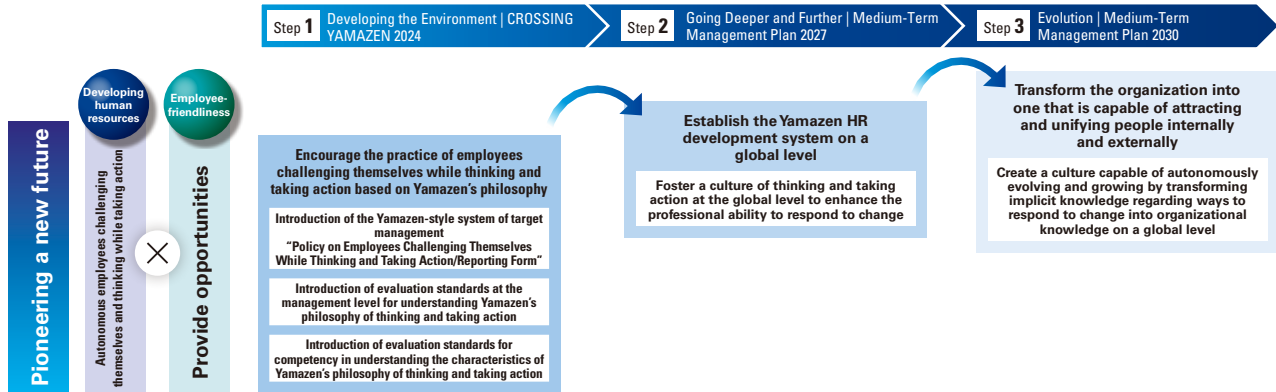 Step 1 Developing the Environment | CROSSING
YAMAZEN 2024
Step 2 Going Deeper and Further | Medium-Term
Management Plan 2027
Step 3 Evolution | Medium-Term
Management Plan 2030
Pioneering a new future
Developing
human
resources
Autonomous employees challenging
themselves and thinking while taking action
Employee-
friendliness
Provide opportunities
Encourage the practice of employees
challenging themselves while thinking and
taking action based on Yamazen's philosophy
Introduction of the Yamazen-style system of target
management
"Policy on Employees Challenging Themselves
While Thinking and Taking Action/Reporting Form"
Introduction of evaluation standards at the
management level for understanding Yamazen's
philosophy of thinking and taking action
Introduction of evaluation standards for
competency in understanding the characteristics of
Yamazen's philosophy of thinking and taking action
Establish the Yamazen HR
development system on a
global level
Foster a culture of thinking and taking
action at the global level to enhance the
professional ability to respond to change
Transform the organization into
one that is capable of attracting
and unifying people internally
and externally
Create a culture capable of autonomously
evolving and growing by transforming
implicit knowledge regarding ways to
respond to change into organizational
knowledge on a global level